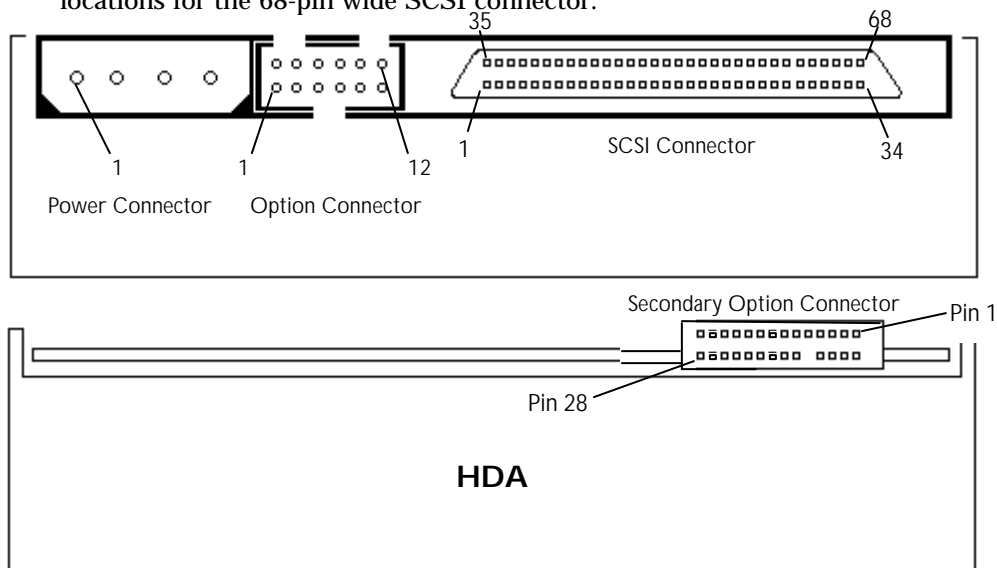 locations for the 68-pin wide SCSI connector.
35 68
1 1 12 1 SCSI Connector 34
Power Connector Option Connector
Secondary Option Connector
Pin 1
Pin 28
HDA